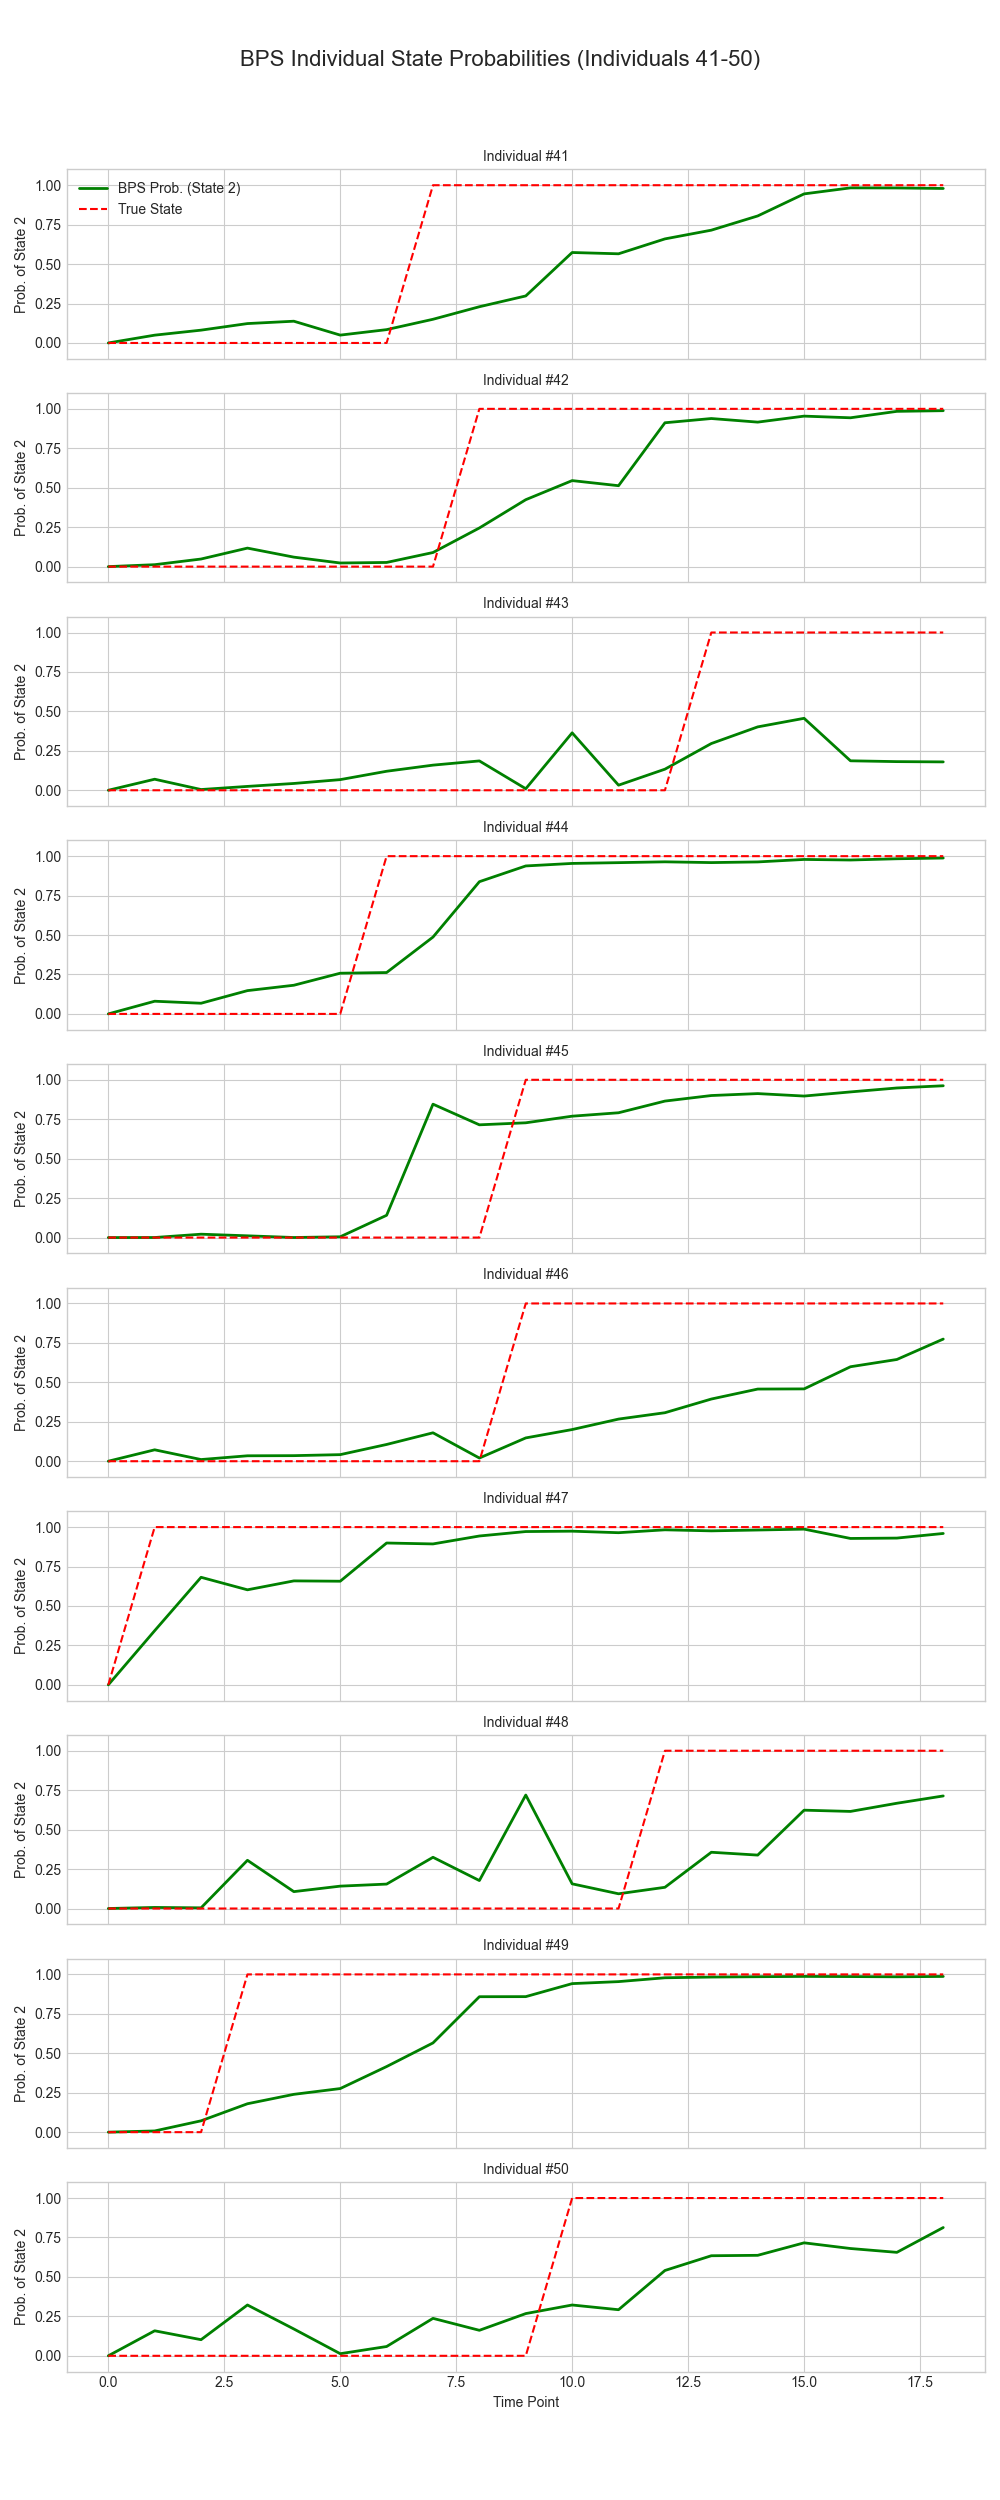 BPS Individual State Probabilities (Individuals 41-50)
Individual #41
1.00
0.75
0.50
0.25
0.00
Prob. of State 2
BPS Prob. (State 2)
True State
Individual #42
1.00
0.75
0.50
0.25
0.00
Prob. of State 2
Individual #43
1.00
0.75
0.50
0.25
0.00
Prob. of State 2
Individual #44
1.00
0.75
0.50
0.25
0.00
Prob. of State 2
Individual #45
1.00
0.75
0.50
0.25
0.00
Prob. of State 2
Individual #46
1.00
0.75
0.50
0.25
0.00
Prob. of State 2
Individual #47
1.00
0.75
0.50
0.25
0.00
Prob. of State 2
Individual #48
1.00
0.75
0.50
0.25
0.00
Prob. of State 2
Individual #49
1.00
0.75
0.50
0.25
0.00
Prob. of State 2
Individual #50
1.00
0.75
0.50
0.25
0.00
Prob. of State 2
0.0 2.5 5.0 7.5 10.0 12.5 15.0 17.5
Time Point